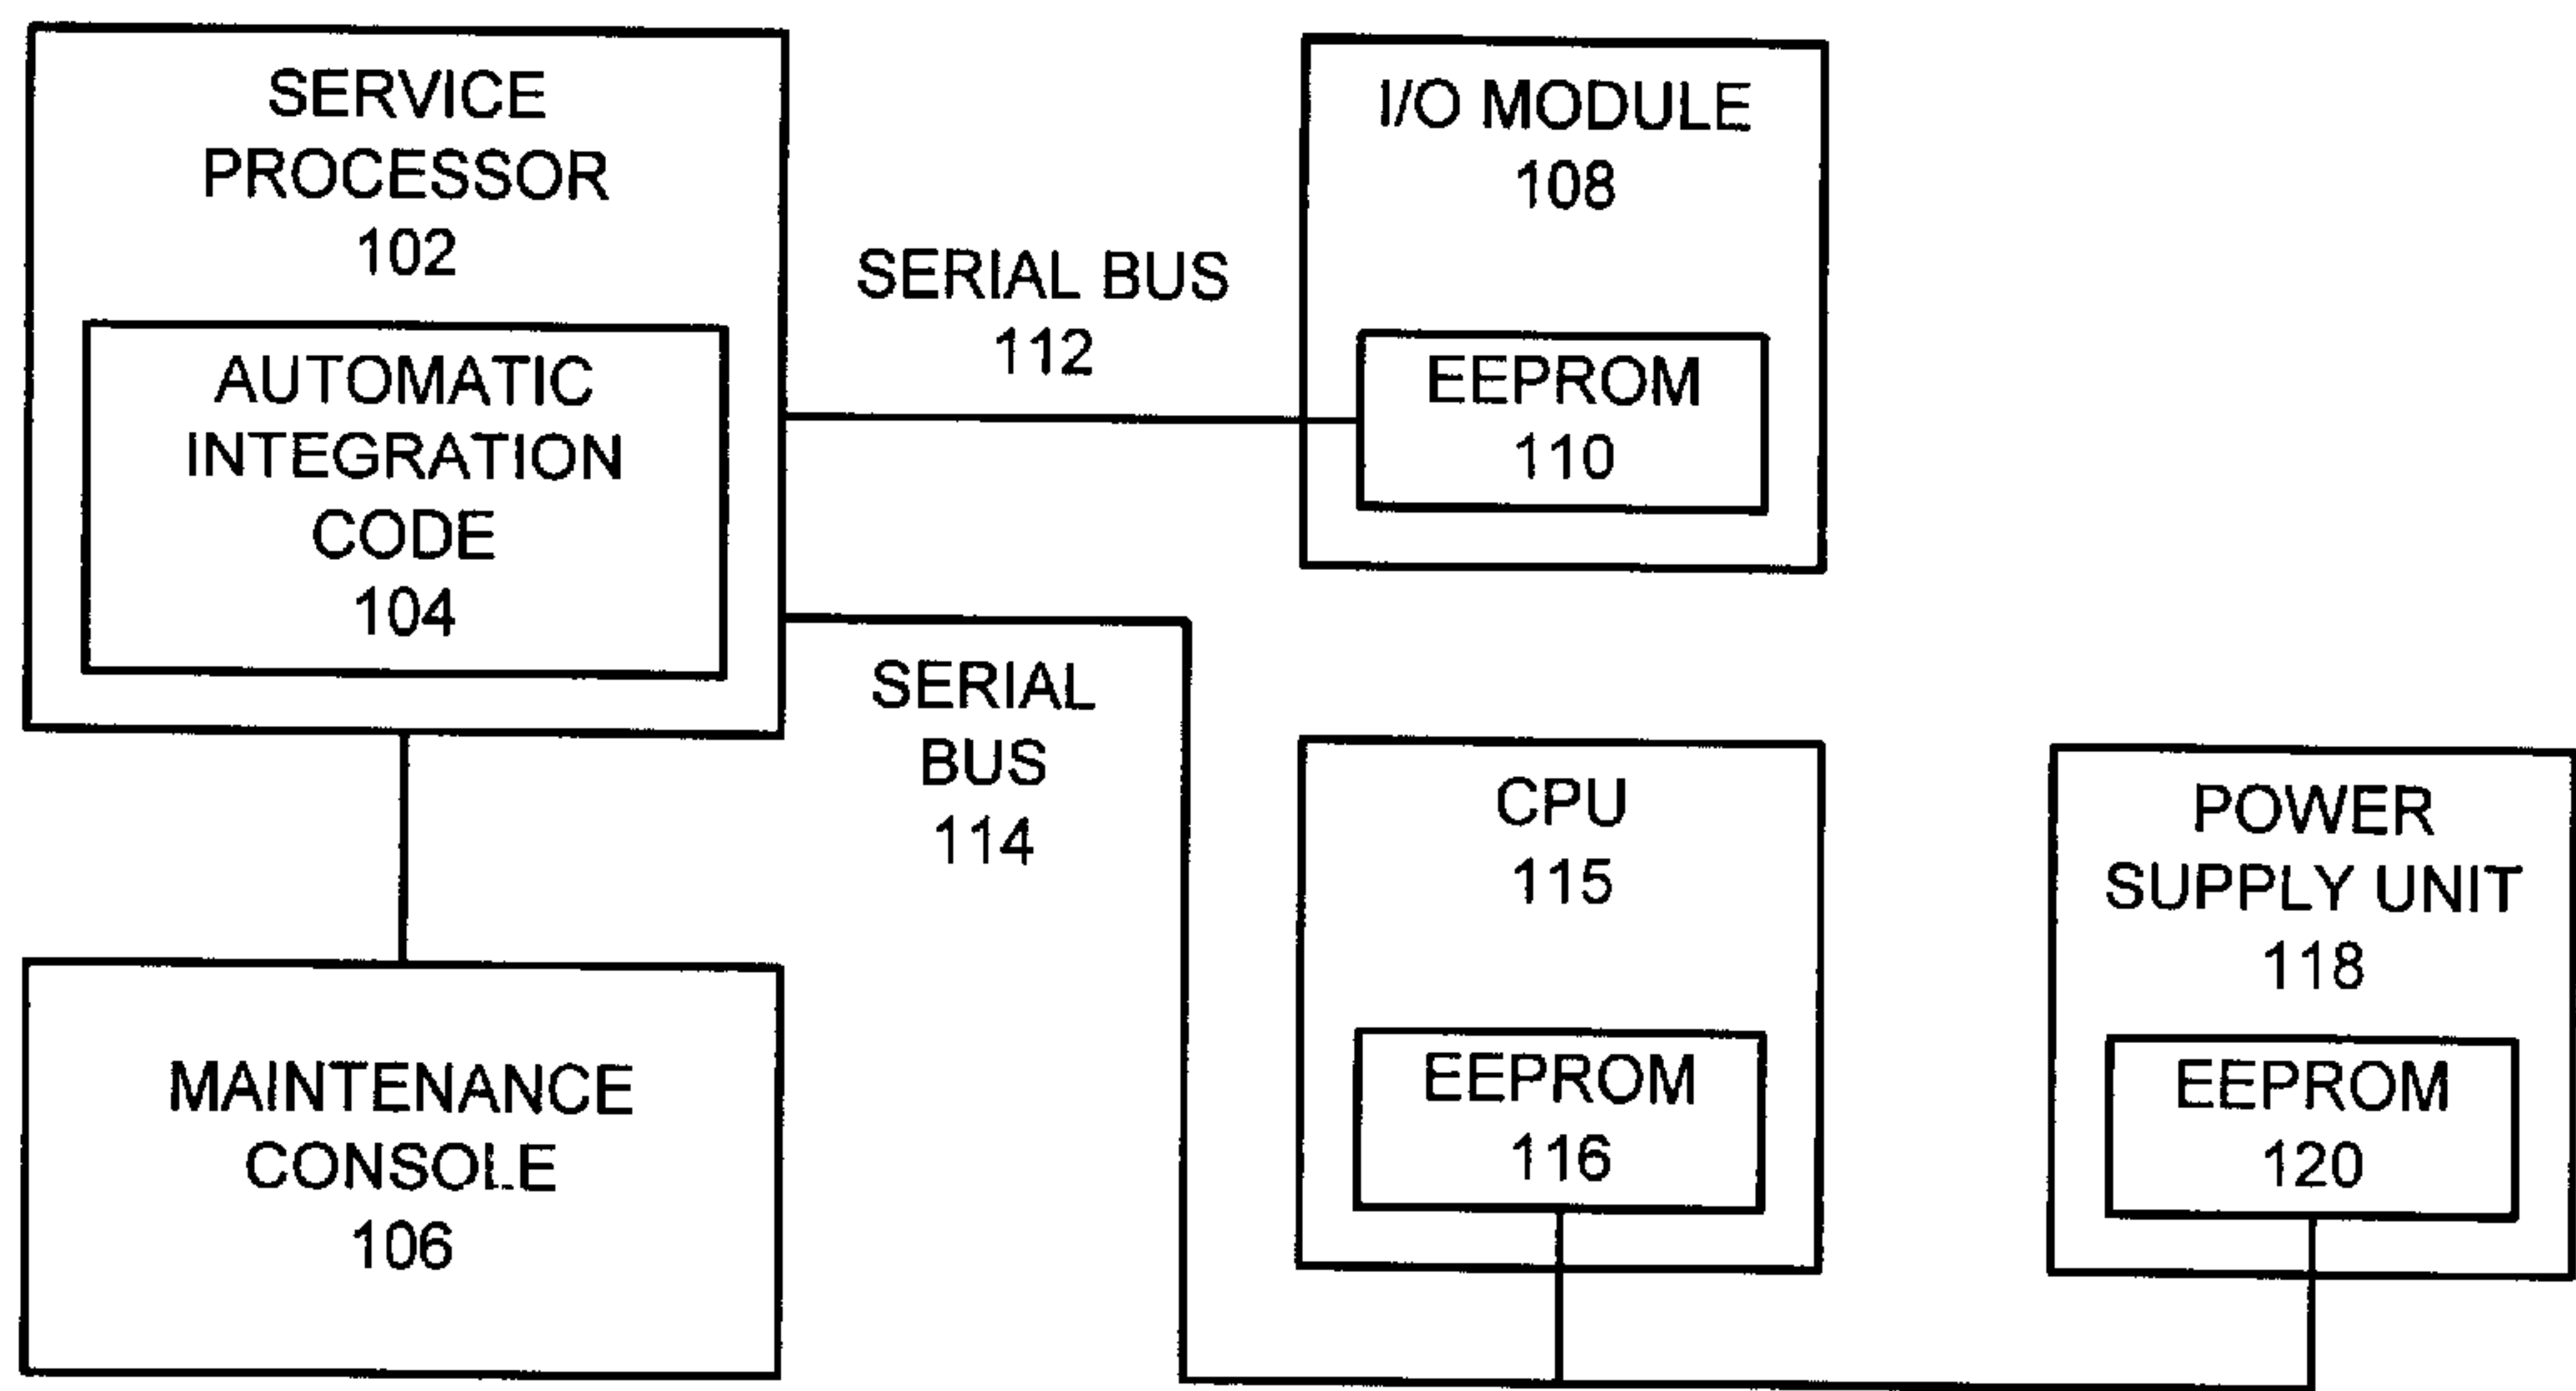 SERVICE
PROCESSOR
102
AUTOMATIC
INTEGRATION
CODE
104
SERIAL BUS
112
I/O MODULE
108
EEPROM
110
SERIAL
BUS
114
MAINTENANCE
CONSOLE
106
CPU
115
EEPROM
116
POWER
SUPPLY UNIT
118
EEPROM
120